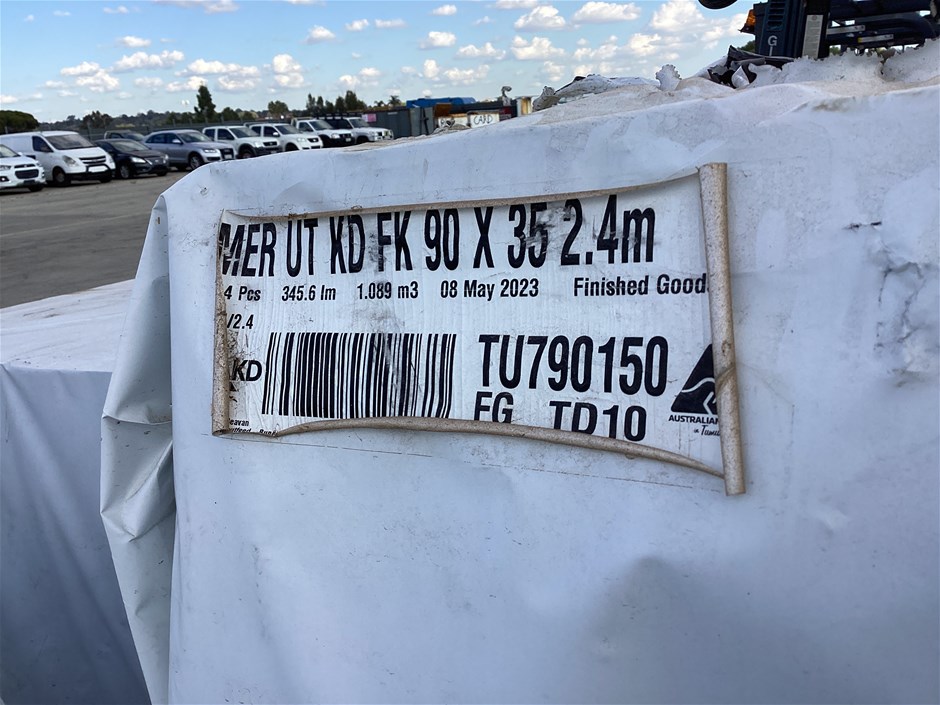 MER UT KD FK 90 X 35 2.4m
4 Pcs 345.6 lm 1.089 m3 08 May 2023 Finished Good
/2.4
KD
TU790150
FG TP10
AUSTRALIAN